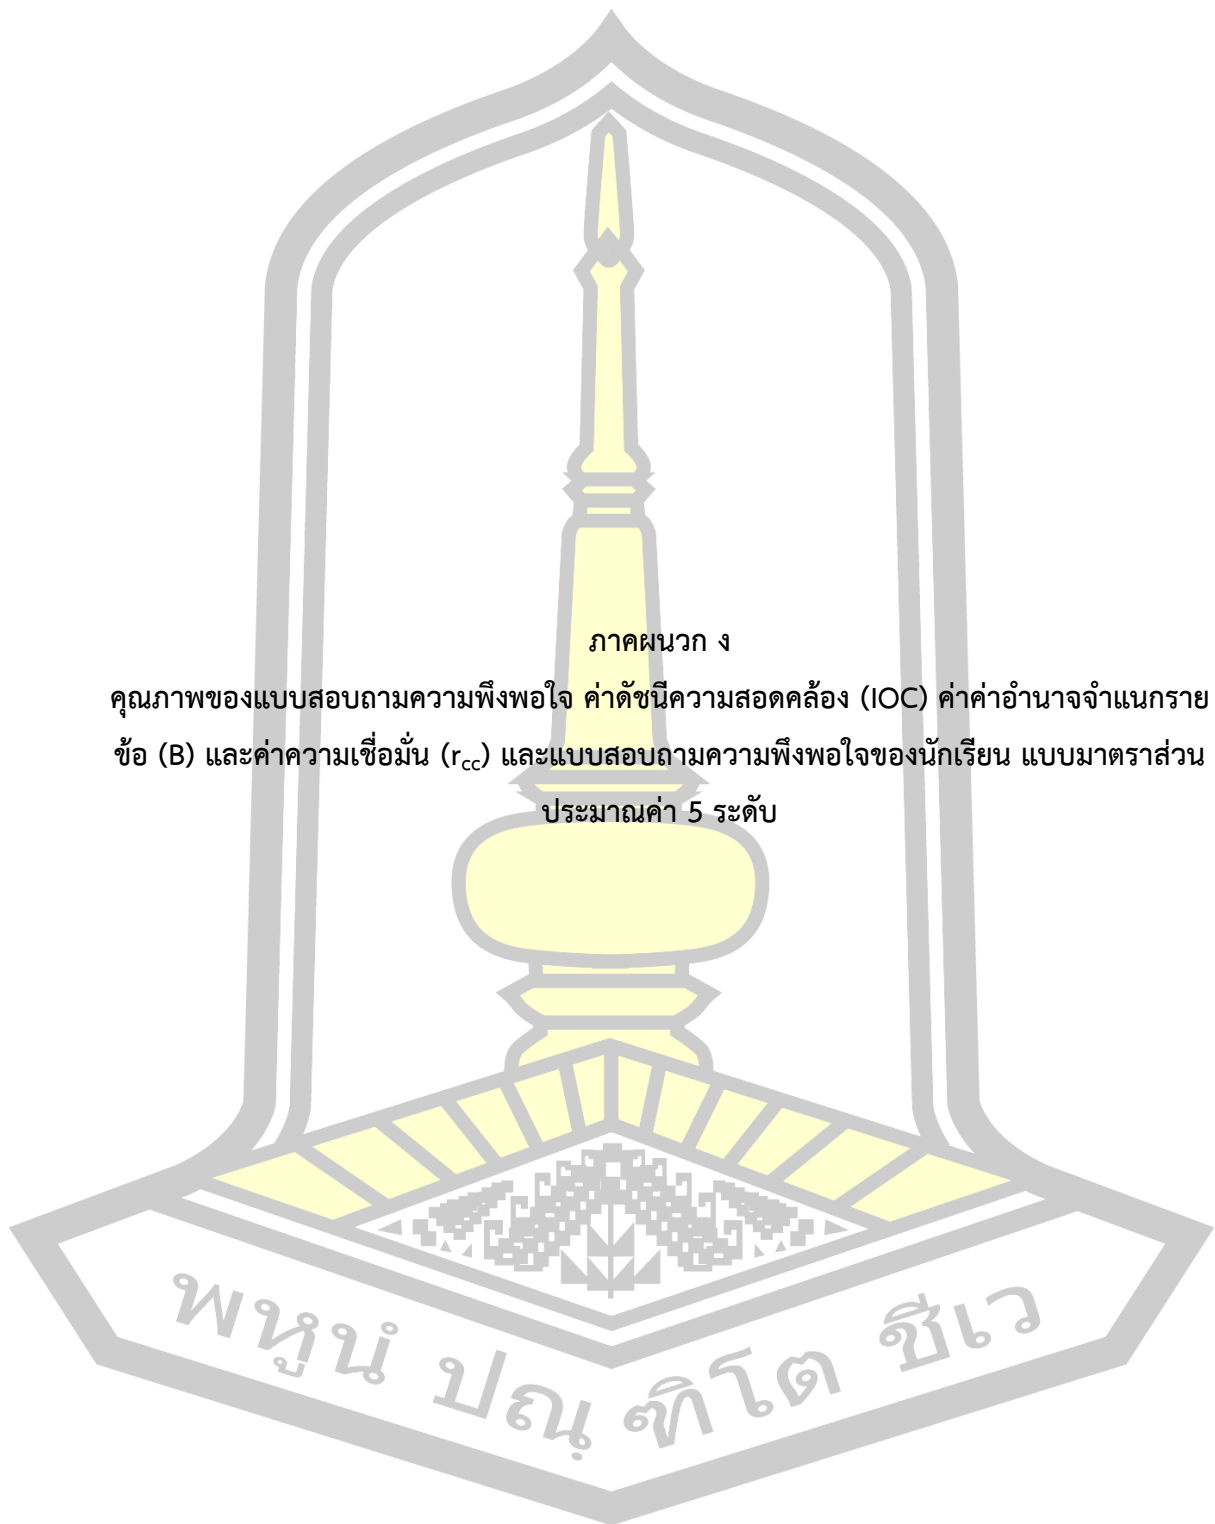 ภาคผนวก ง
คุณภาพของแบบสอบถามความพึงพอใจ ค่าดัชนีความสอดคล้อง (IOC) ค่าค่าอำนาจจำแนกราย
ข้อ (B) และค่าความเชื่อมั่น (rcc) และแบบสอบถามความพึงพอใจของนักเรียน แบบมาตราส่วน
ประมาณค่า 5 ระดับ
พหูนํ ปณฺ ฑิโต ชีเว